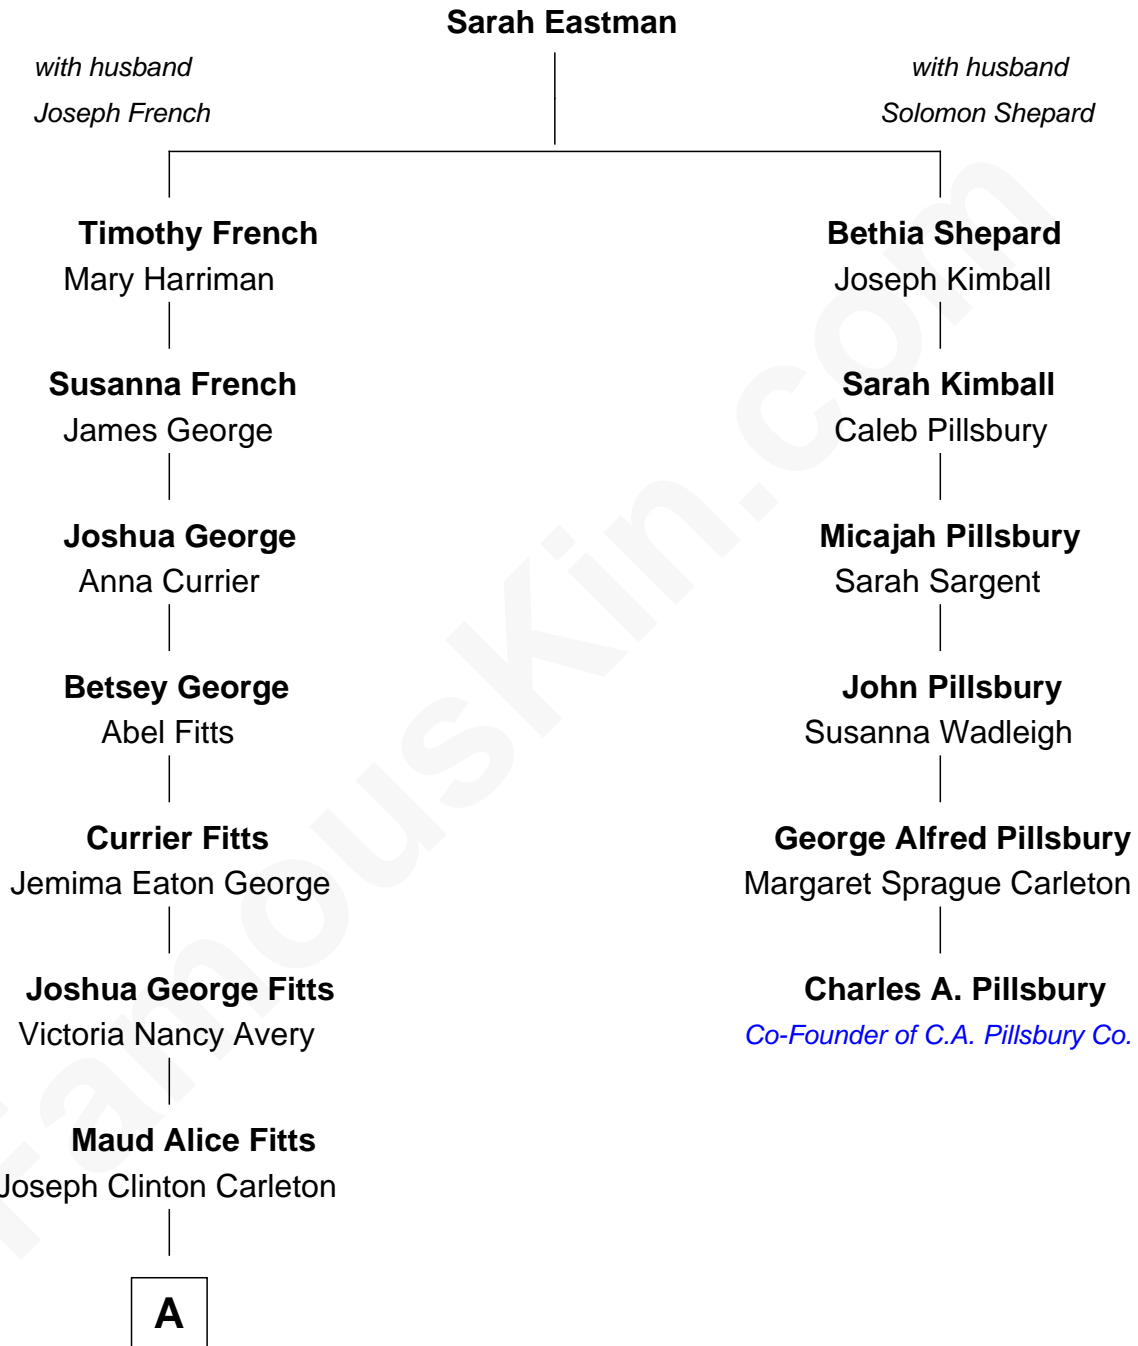 Sarah Eastman
with husband
Joseph French
with husband
Solomon Shepard
Timothy French
Mary Harriman
Bethia Shepard
Joseph Kimball
Susanna French
James George
Sarah Kimball
Caleb Pillsbury
Joshua George
Anna Currier
Micajah Pillsbury
Sarah Sargent
Betsey George
Abel Fitts
John Pillsbury
Susanna Wadleigh
Currier Fitts
Jemima Eaton George
George Alfred Pillsbury
Margaret Sprague Carleton
Joshua George Fitts
Victoria Nancy Avery
Charles A. Pillsbury
Co-Founder of C.A. Pillsbury Co.
Maud Alice Fitts
Joseph Clinton Carleton
A
FamousKin.com